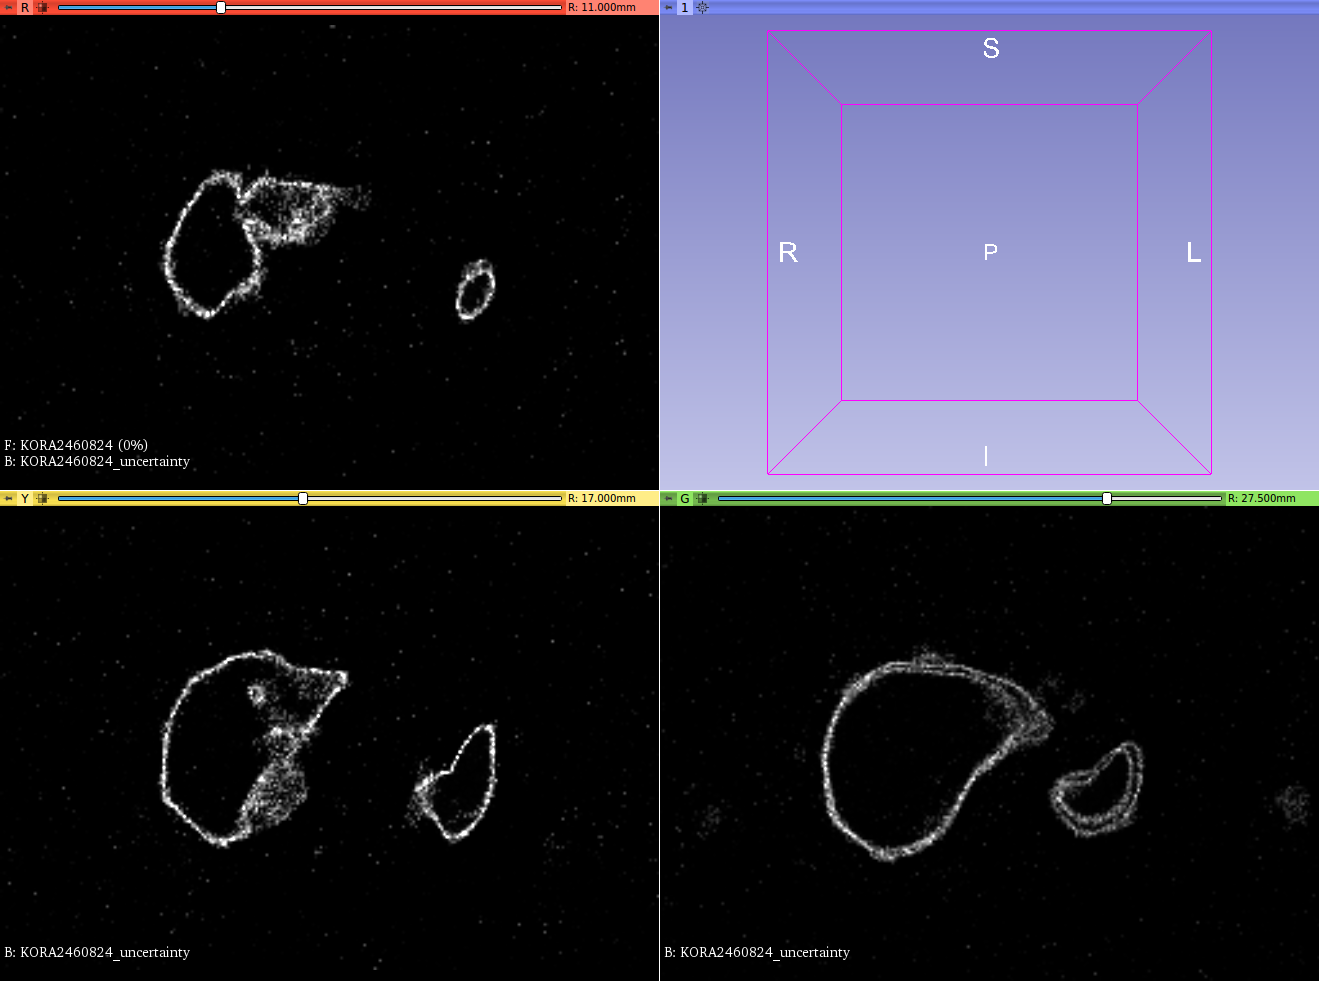 R R: 11.000mm
F: KORA2460824 (0%)
B: KORA2460824_uncertainty
1
S
R P L
I
Y R: 17.000mm
B: KORA2460824_uncertainty
G R: 27.500mm
B: KORA2460824_uncertainty